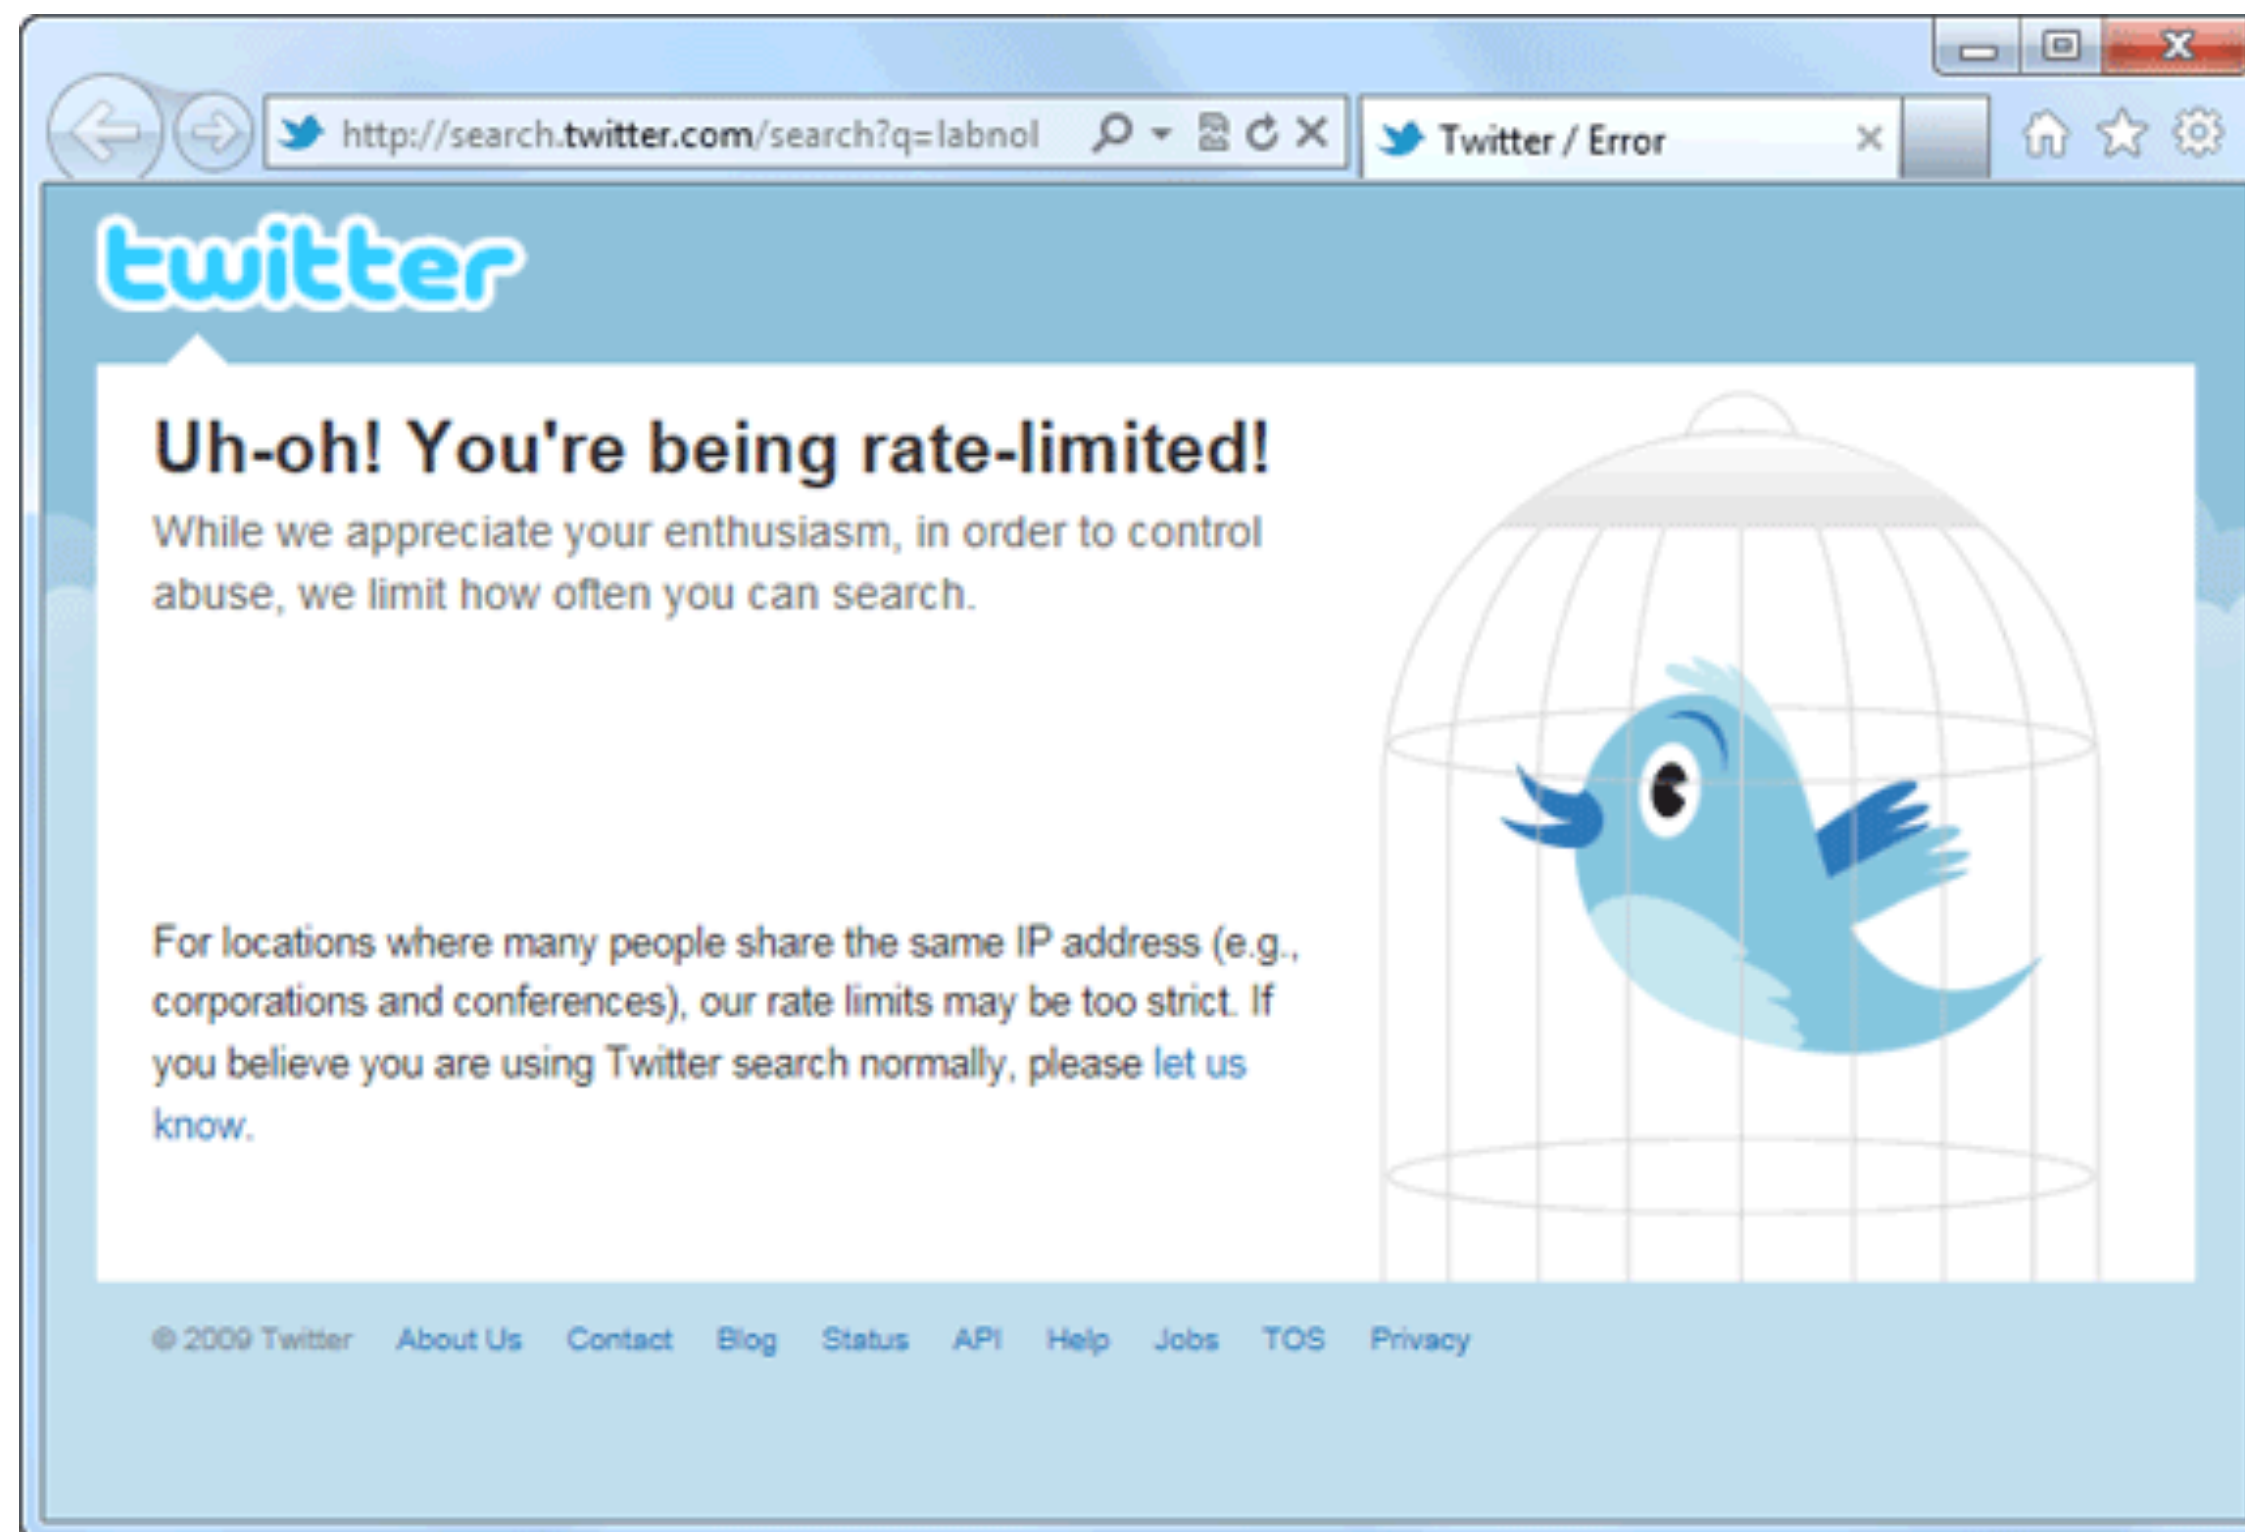 http://search.twitter.com/search?q=labnol
Twitter / Error
twitter
Uh-oh! You're being rate-limited!
While we appreciate your enthusiasm, in order to control
abuse, we limit how often you can search.
For locations where many people share the same IP address (e.g.,
corporations and conferences), our rate limits may be too strict. If
you believe you are using Twitter search normally, please let us
know.
© 2009 Twitter About Us Contact Blog Status API Help Jobs TOS Privacy